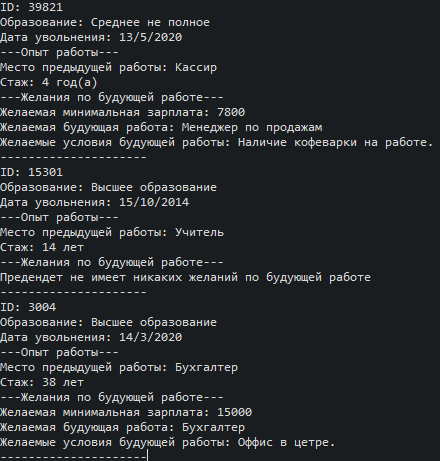 ID: 39821
Образование: Среднее не полное
Дата увольнения: 13/5/2020
---Опыт работы---
Место предыдущей работы: Кассир
Стаж: 4 год(а)
---Желания по будующей работе---
Желаемая минимальная зарплата: 7800
Желаемая будующая работа: Менеджер по продажам
Желаемые условия будующей работы: Наличие кофеварки на работе.
---------------------
ID: 15301
Образование: Высшее образование
Дата увольнения: 15/10/2014
---Опыт работы---
Место предыдущей работы: Учитель
Стаж: 14 лет
---Желания по будующей работе---
Предендет не имеет никаких желаний по будующей работе
---------------------
ID: 3004
Образование: Высшее образование
Дата увольнения: 14/3/2020
---Опыт работы---
Место предыдущей работы: Бухгалтер
Стаж: 38 лет
---Желания по будующей работе---
Желаемая минимальная зарплата: 15000
Желаемая будующая работа: Бухгалтер
Желаемые условия будующей работы: Оффис в цетре.
---------------------